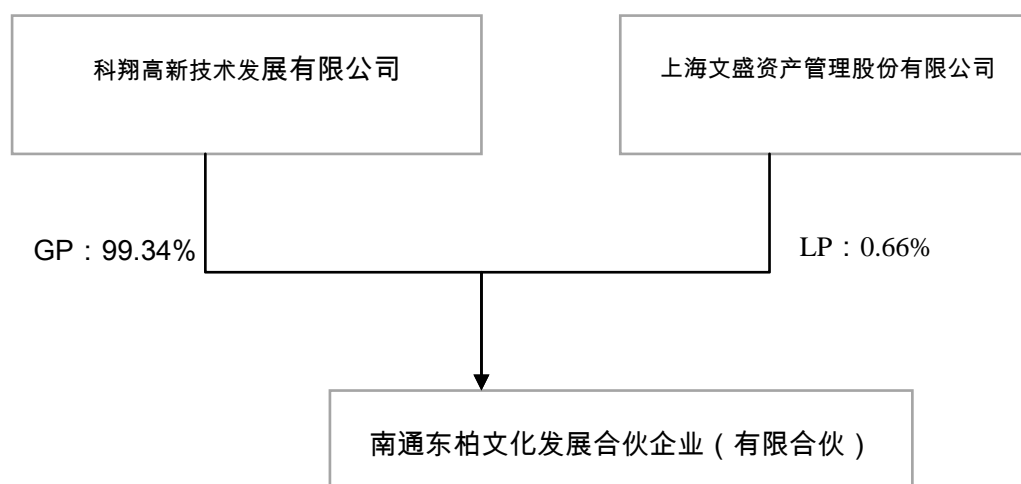 科翔高新技术发展有限公司
上海文盛资产管理股份有限公司
GP：99.34%
LP：0.66%
南通东柏文化发展合伙企业（有限合伙）